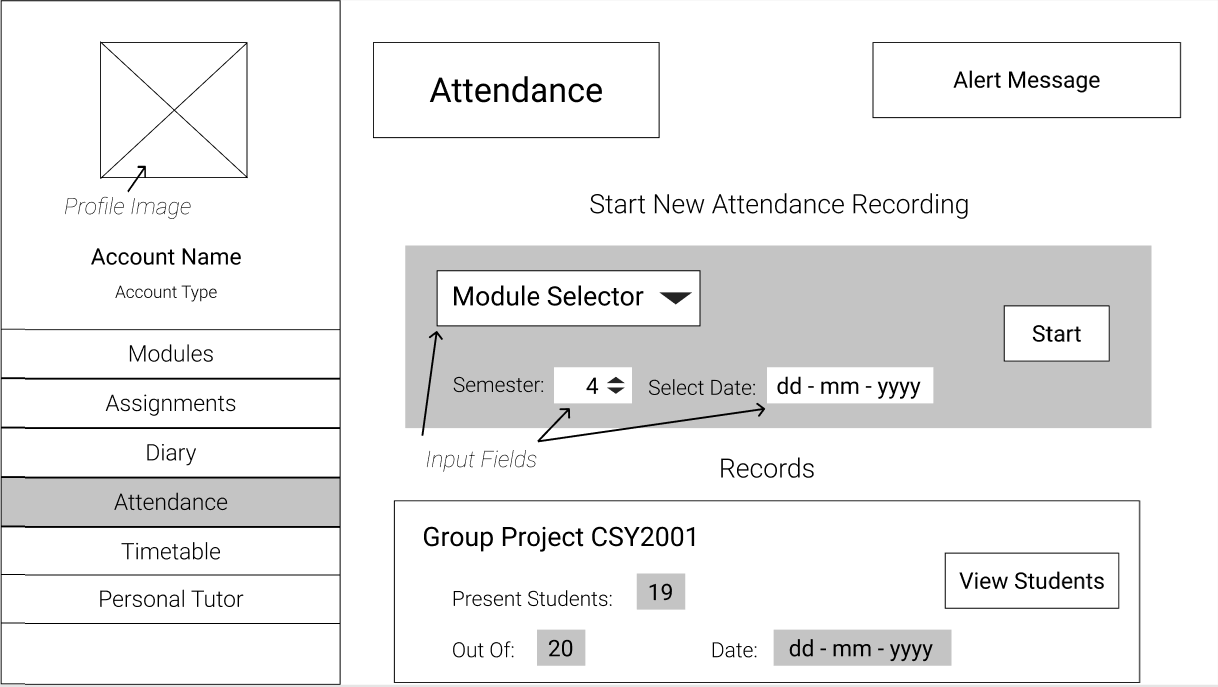 Profile Image
Account Name
Account Type
Modules
Assignments
Diary
Attendance
Timetable
Personal Tutor
Attendance
Alert Message
Start New Attendance Recording
Module Selector
Start
Semester: 4 Select Date: dd - mm - yyyy
Input Fields
Records
Group Project CSY2001
View Students
Present Students: 19
Out Of: 20 Date: dd - mm - yyyy